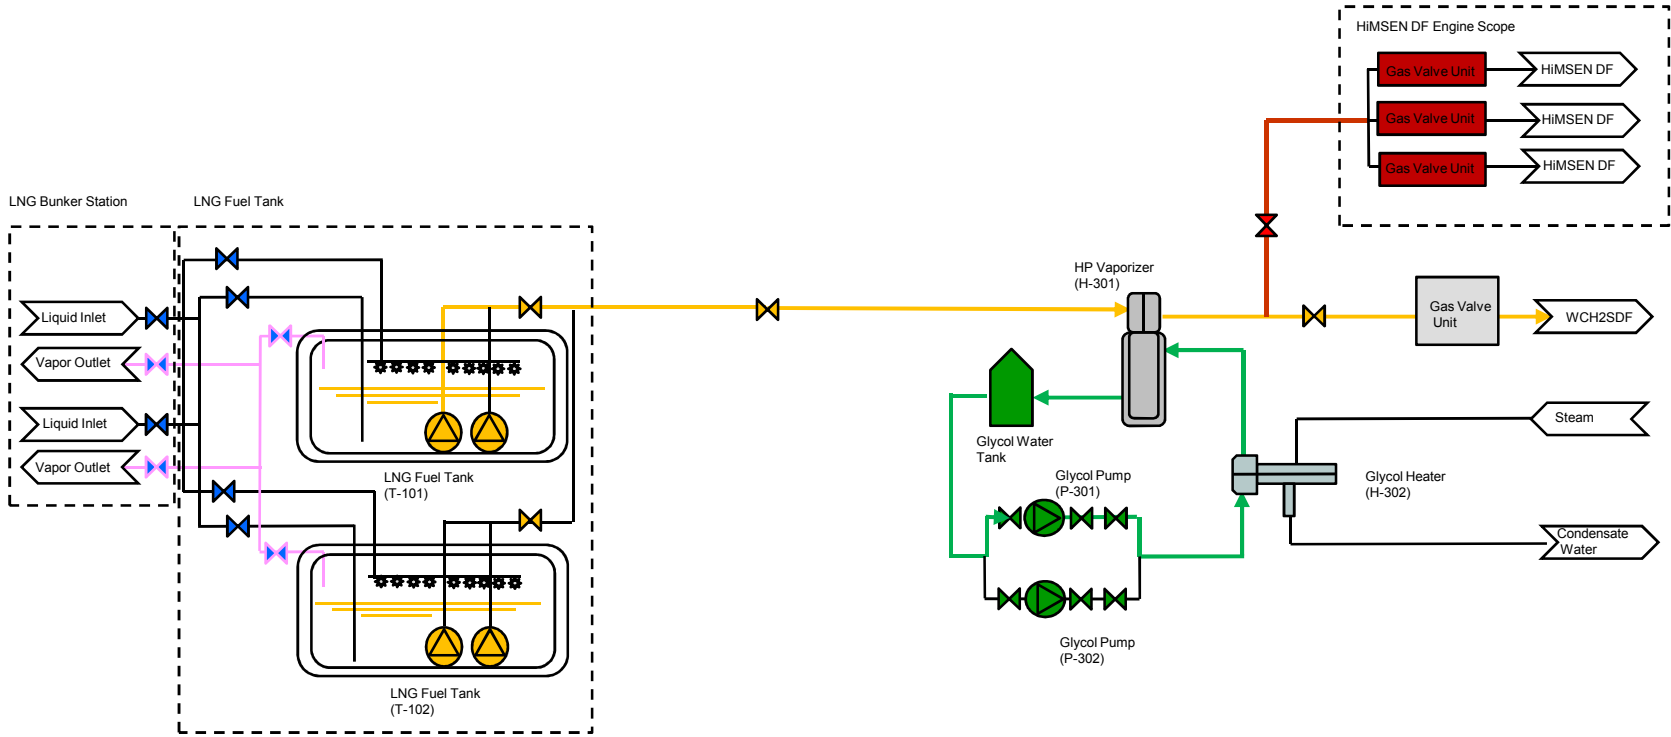 HiMSEN DF Engine Scope
Gas Valve Unit
HiMSEN DF
Gas Valve Unit
HiMSEN DF
Gas Valve Unit
HiMSEN DF
LNG Bunker Station
LNG Fuel Tank
HP Vaporizer
(H-301)
Liquid Inlet
Gas Valve
Unit
WCH2SDF
Vapor Outlet
Liquid Inlet
Steam
Glycol Water
Tank
Vapor Outlet
LNG Fuel Tank
(T-101)
Glycol Pump
(P-301)
Glycol Heater
(H-302)
Condensate
Water
Glycol Pump
(P-302)
LNG Fuel Tank
(T-102)